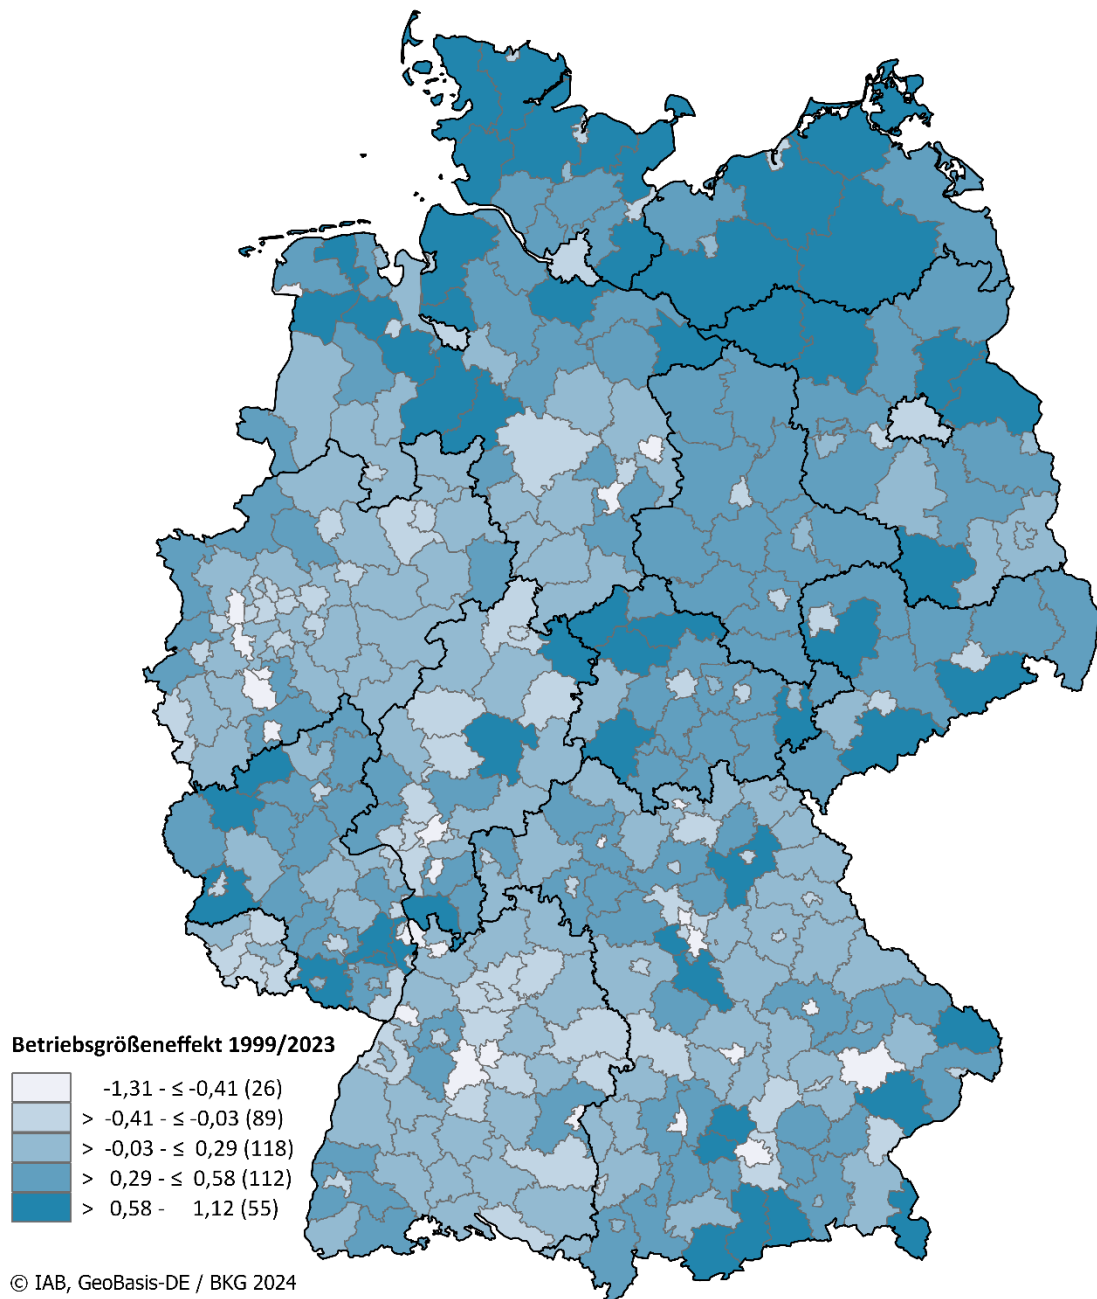 Betriebsgrößeneffekt 1999/2023
-1,31 - ≤ -0,41 (26)
> -0,41 - ≤ -0,03 (89)
> -0,03 - ≤ 0,29 (118)
> 0,29 - ≤ 0,58 (112)
> 0,58 - 1,12 (55)
© IAB, GeoBasis-DE / BKG 2024